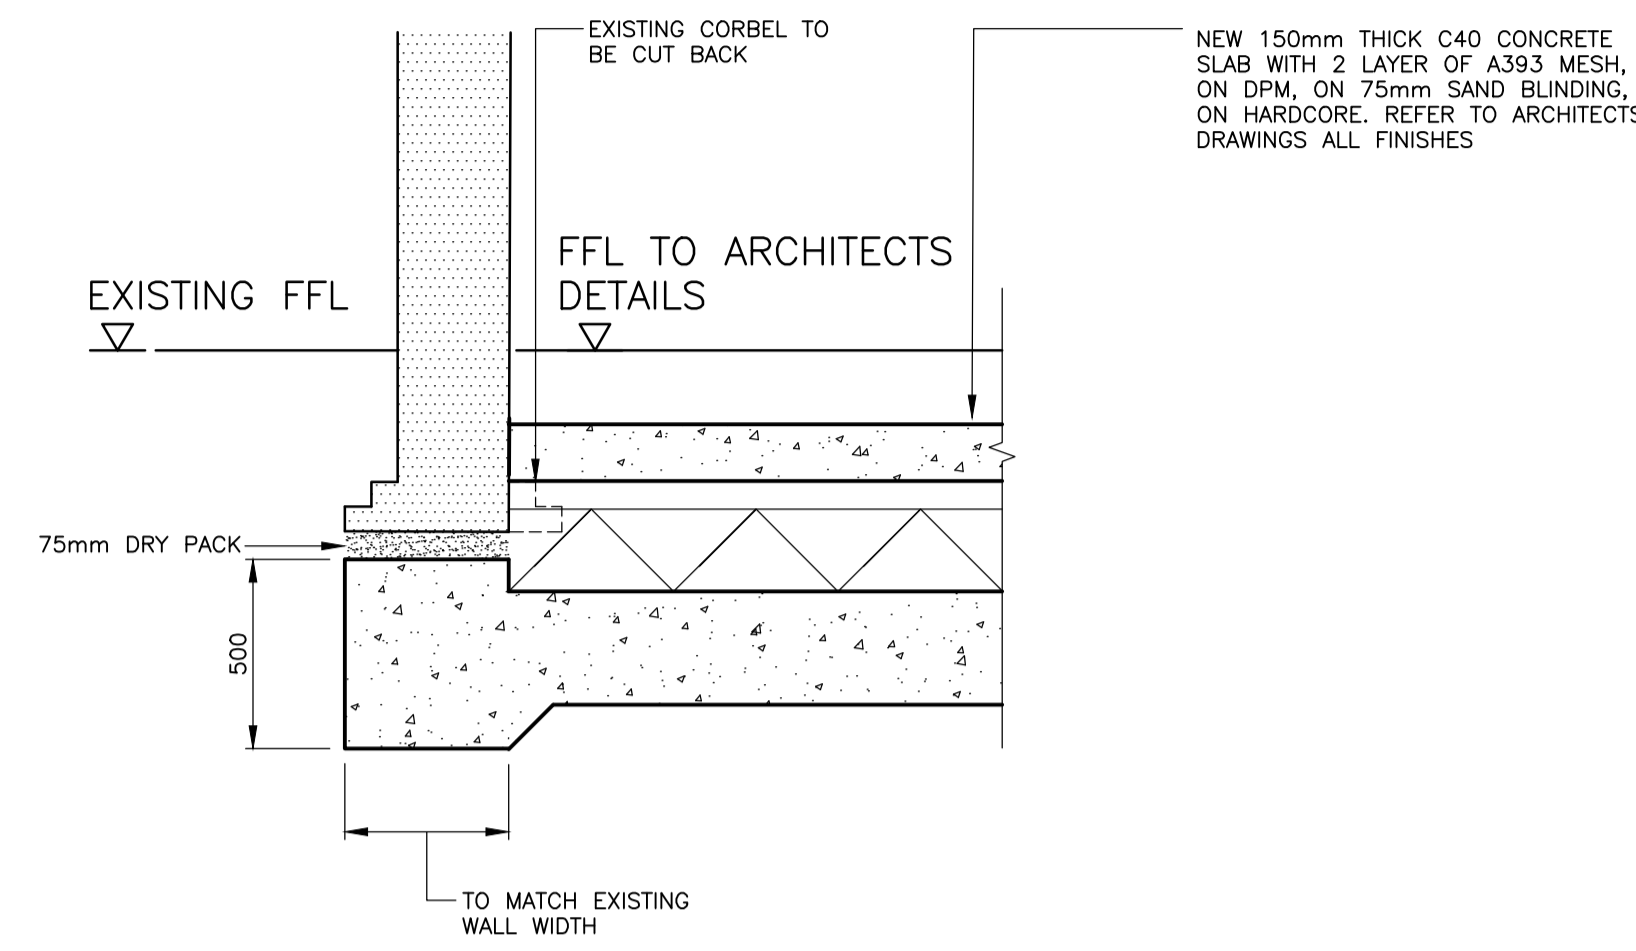 EXISTING CORBEL TO
BE CUT BACK
NEW 150mm THICK C40 CONCRETE
SLAB WITH 2 LAYER OF A393 MESH,
ON DPM, ON 75mm SAND BLINDING,
ON HARDCORE. REFER TO ARCHITECTS
DRAWINGS ALL FINISHES
EXISTING FFL
FFL TO ARCHITECTS
DETAILS
75mm DRY PACK
500
TO MATCH EXISTING
WALL WIDTH